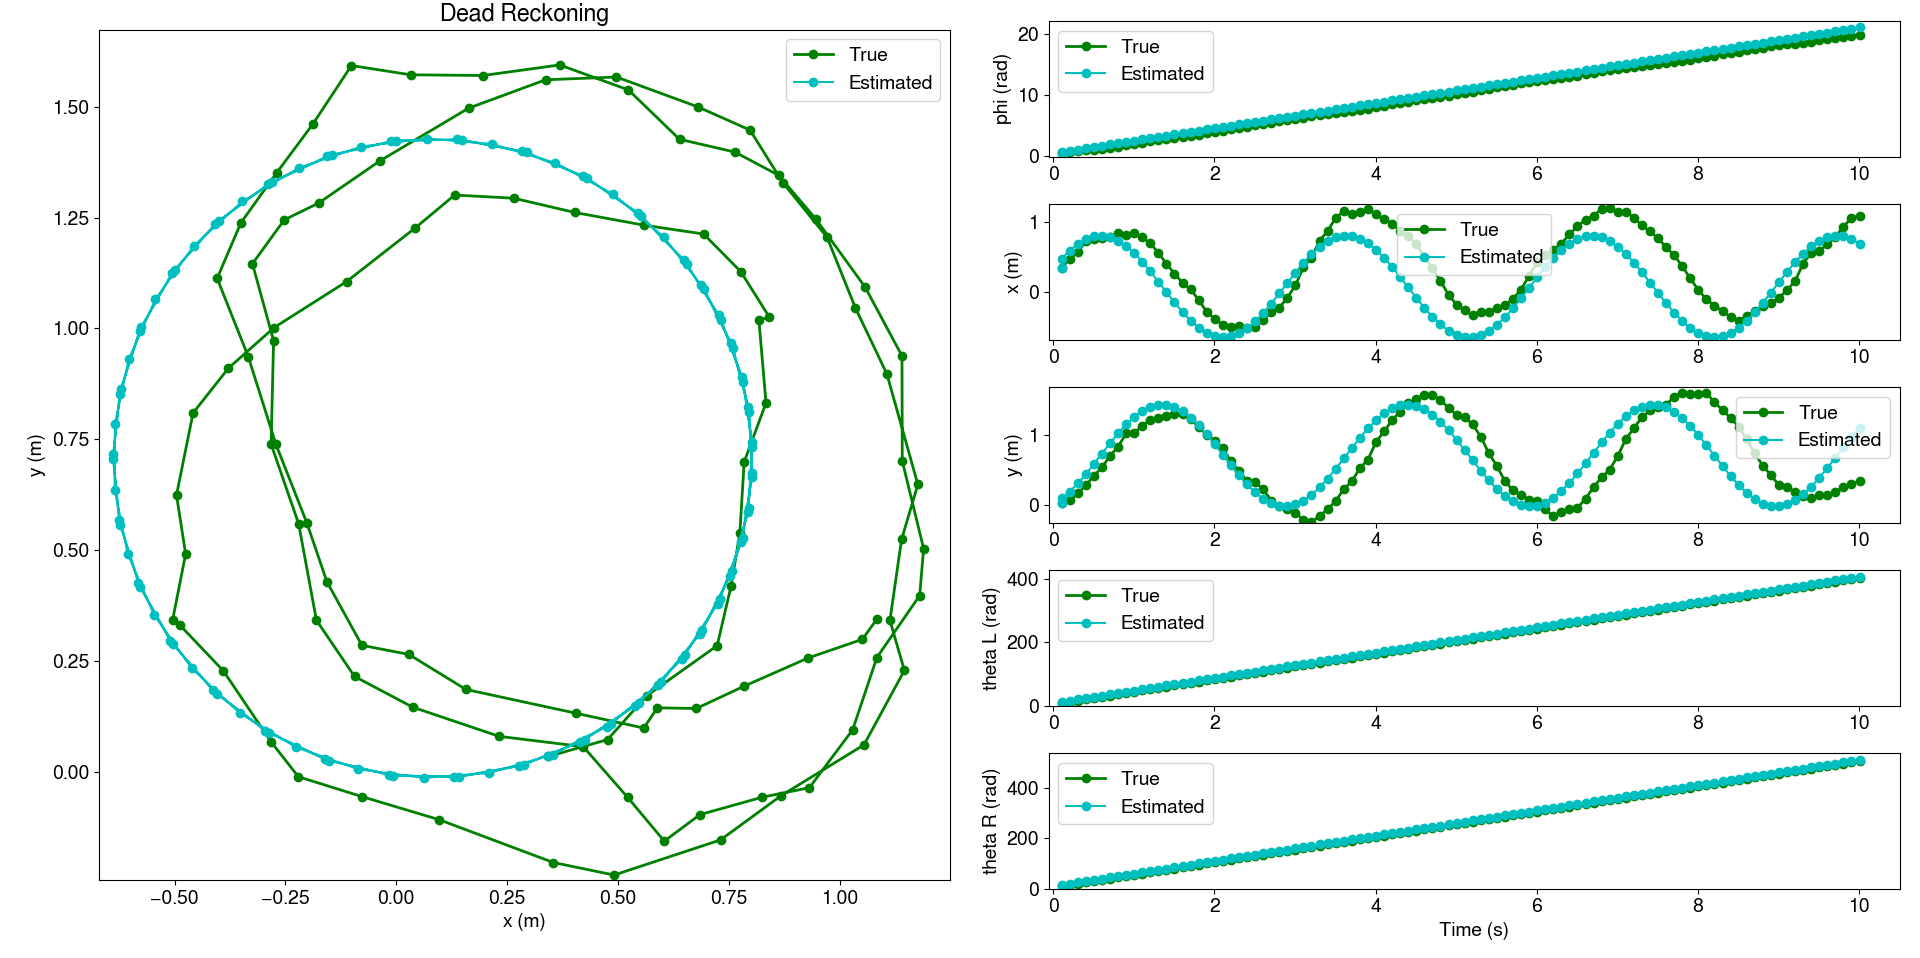 Dead Reckoning
True
Estimated
1.50
1.25
1.00
0.75
0.50
0.25
0.00
y (m)
−0.50 −0.25 0.00 0.25 0.50 0.75 1.00
x (m)
True
Estimated
20
10
0
phi (rad)
0 2 4 6 8 10
True
Estimated
1
0
x (m)
0 2 4 6 8 10
True
Estimated
1
0
y (m)
0 2 4 6 8 10
True
Estimated
400
200
0
theta L (rad)
0 2 4 6 8 10
True
Estimated
400
200
0
theta R (rad)
0 2 4 6 8 10
Time (s)